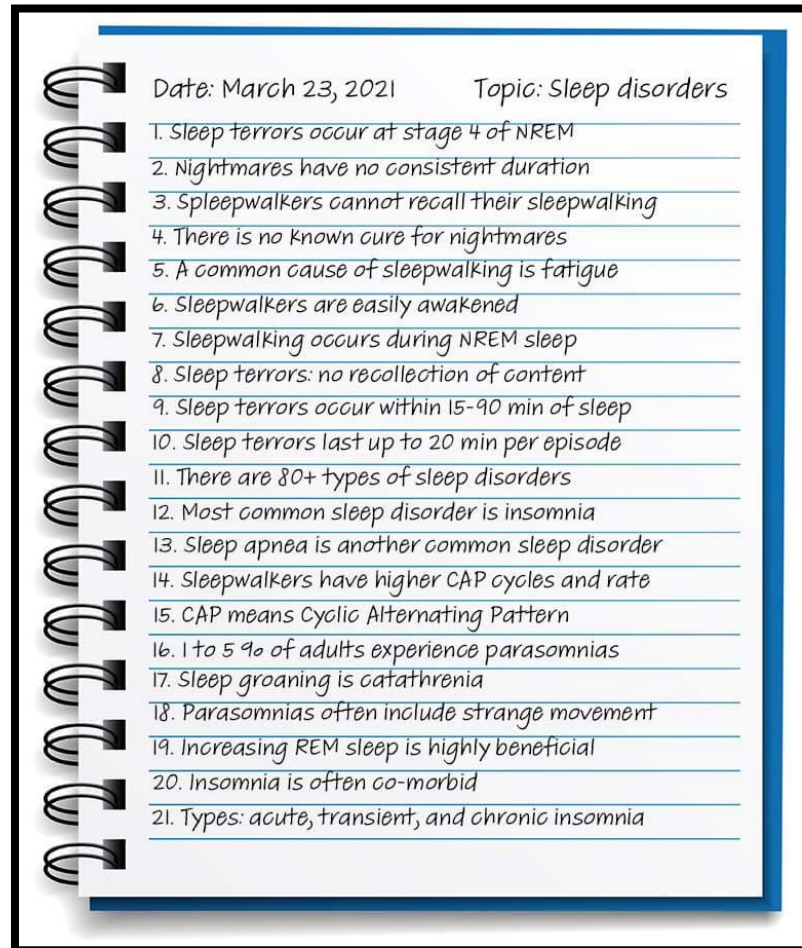 Date: March 23, 2021 Topic: Sleep disorders
1. Sleep terrors occur at stage 4 of NREM
2. Nightmares have no consistent duration
3. Spleepwalkers cannot recall their sleepwalking
4. There is no known cure for nightmares
5. A common cause of sleepwalking is fatigue
6. Sleepwalkers are easily awakened
7. Sleepwalking occurs during NREM sleep
8. Sleep terrors: no recollection of content
9. Sleep terrors occur within 15-90 min of sleep
10. Sleep terrors last up to 20 min per episode
11. There are 80+ types of sleep disorders
12. Most common sleep disorder is insomnia
13. Sleep apnea is another common sleep disorder
14. Sleepwalkers have higher CAP cycles and rate
15. CAP means Cyclic Alternating Pattern
16. 1 to 5 % of adults experience parasomnias
17. Sleep groaning is catathrenia
18. Parasomnias often include strange movement
19. Increasing REM sleep is highly beneficial
20. Insomnia is often co-morbid
21. Types: acute, transient, and chronic insomnia